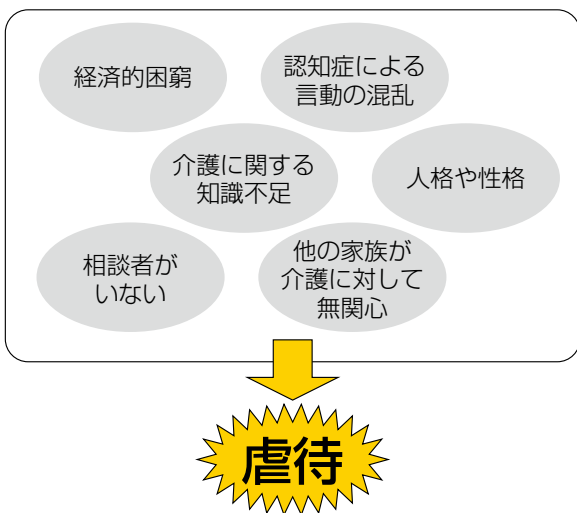 経済的困窮
認知症による
言動の混乱
介護に関する
知識不足
人格や性格
相談者が
いない
他の家族が
介護に対して
無関心
虐待